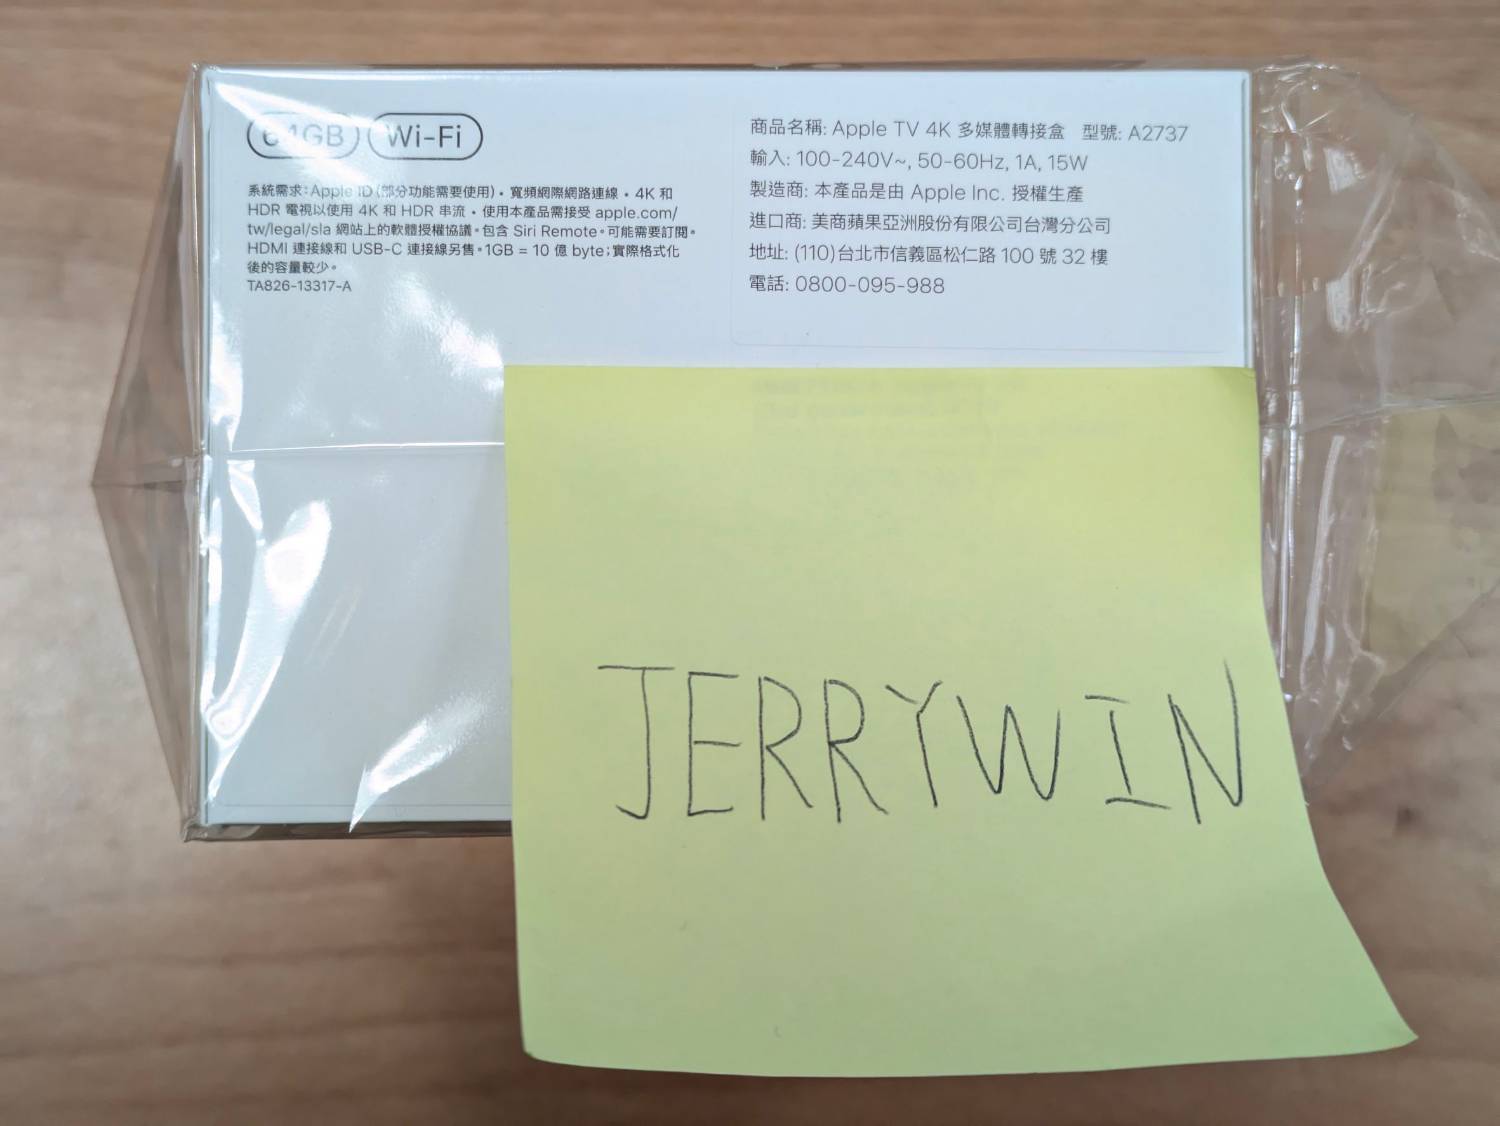 64GB Wi-Fi
系統需求:Apple ID (部分功能需要使用)。寬頻網際網路連線。4K 和
HDR 電視以使用 4K 和 HDR 串流。使用本產品需接受 apple.com/
tw/legal/sla 網站上的軟體授權協議。包含 Siri Remote。可能需要訂閱。
HDMI 連接線和 USB-C 連接線另售。1GB = 10 億 byte;實際格式化
後的容量較少。
TA826-13317-A
商品名稱: Apple TV 4K 多媒體轉接盒 型號: A2737
輸入: 100-240V~, 50-60Hz, 1A, 15W
製造商: 本產品是由 Apple Inc. 授權生產
進口商: 美商蘋果亞洲股份有限公司台灣分公司
地址: (110)台北市信義區松仁路 100 號 32 樓
電話: 0800-095-988
JERRYWIN